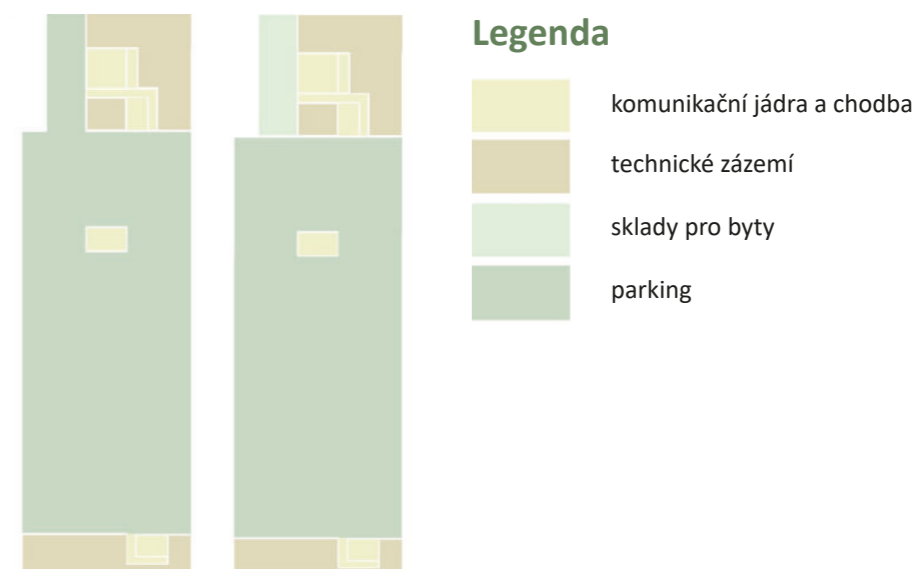 Legenda
komunikační jádra a chodba
technické zázemí
sklady pro byty
parking